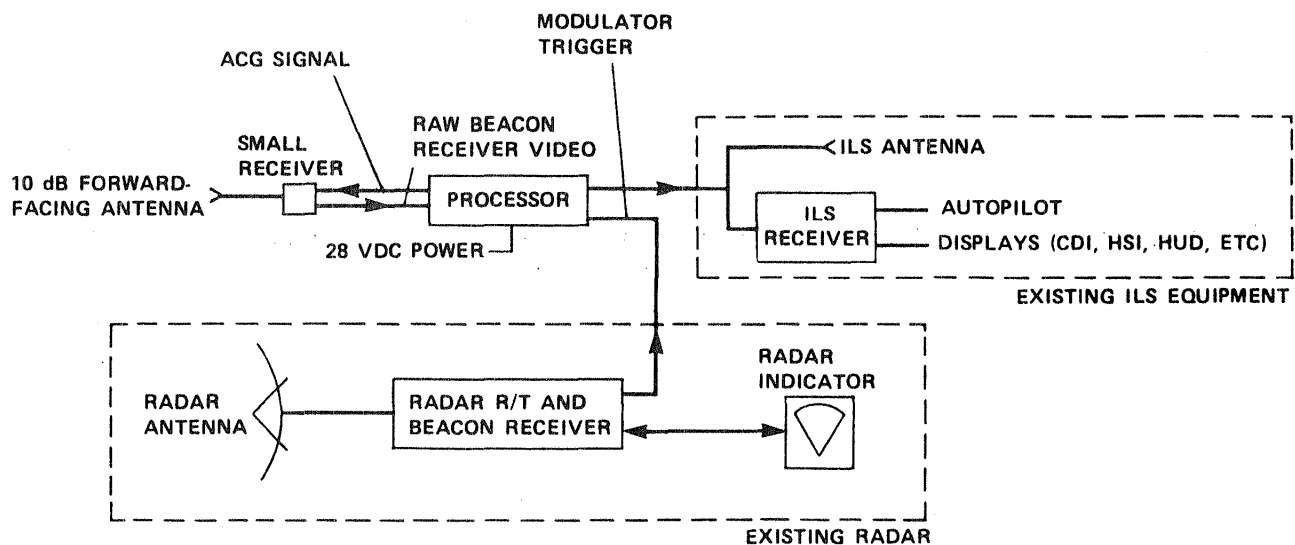 MODULATOR
TRIGGER
ACG SIGNAL
RAW BEACON
RECEIVER VIDEO
SMALL
RECEIVER
10 dB FORWARD-
FACING ANTENNA
PROCESSOR
28 VDC POWER
ILS ANTENNA
ILS
RECEIVER
AUTOPILOT
DISPLAYS (CDI, HSI, HUD, ETC)
EXISTING ILS EQUIPMENT
RADAR
ANTENNA
RADAR R/T AND
BEACON RECEIVER
RADAR
INDICATOR
EXISTING RADAR